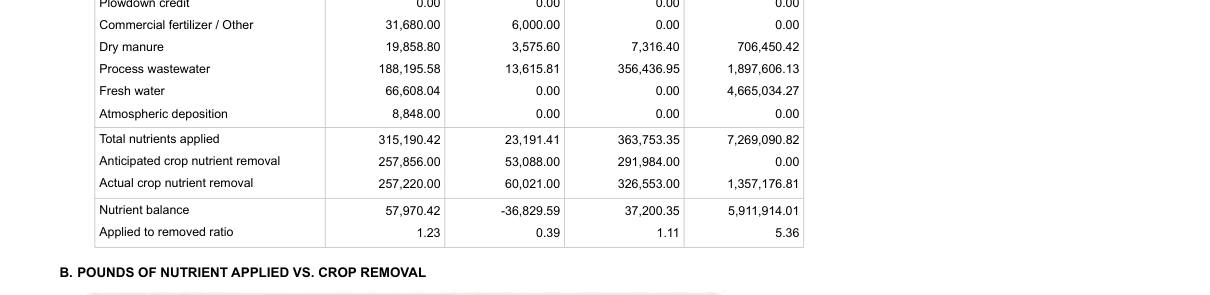 Plowdown credit 0.00 0.00 0.00 0.00
Commercial fertilizer / Other 31,680.00 6,000.00 0.00 0.00
Dry manure 19,858.80 3,575.60 7,316.40 706,450.42
Process wastewater 188,195.58 13,615.81 356,436.95 1,897,606.13
Fresh water 66,608.04 0.00 0.00 4,665,034.27
Atmospheric deposition 8,848.00 0.00 0.00 0.00
Total nutrients applied 315,190.42 23,191.41 363,753.35 7,269,090.82
Anticipated crop nutrient removal 257,856.00 53,088.00 291,984.00 0.00
Actual crop nutrient removal 257,220.00 60,021.00 326,553.00 1,357,176.81
Nutrient balance 57,970.42 -36,829.59 37,200.35 5,911,914.01
Applied to removed ratio 1.23 0.39 1.11 5.36
B. POUNDS OF NUTRIENT APPLIED VS. CROP REMOVAL